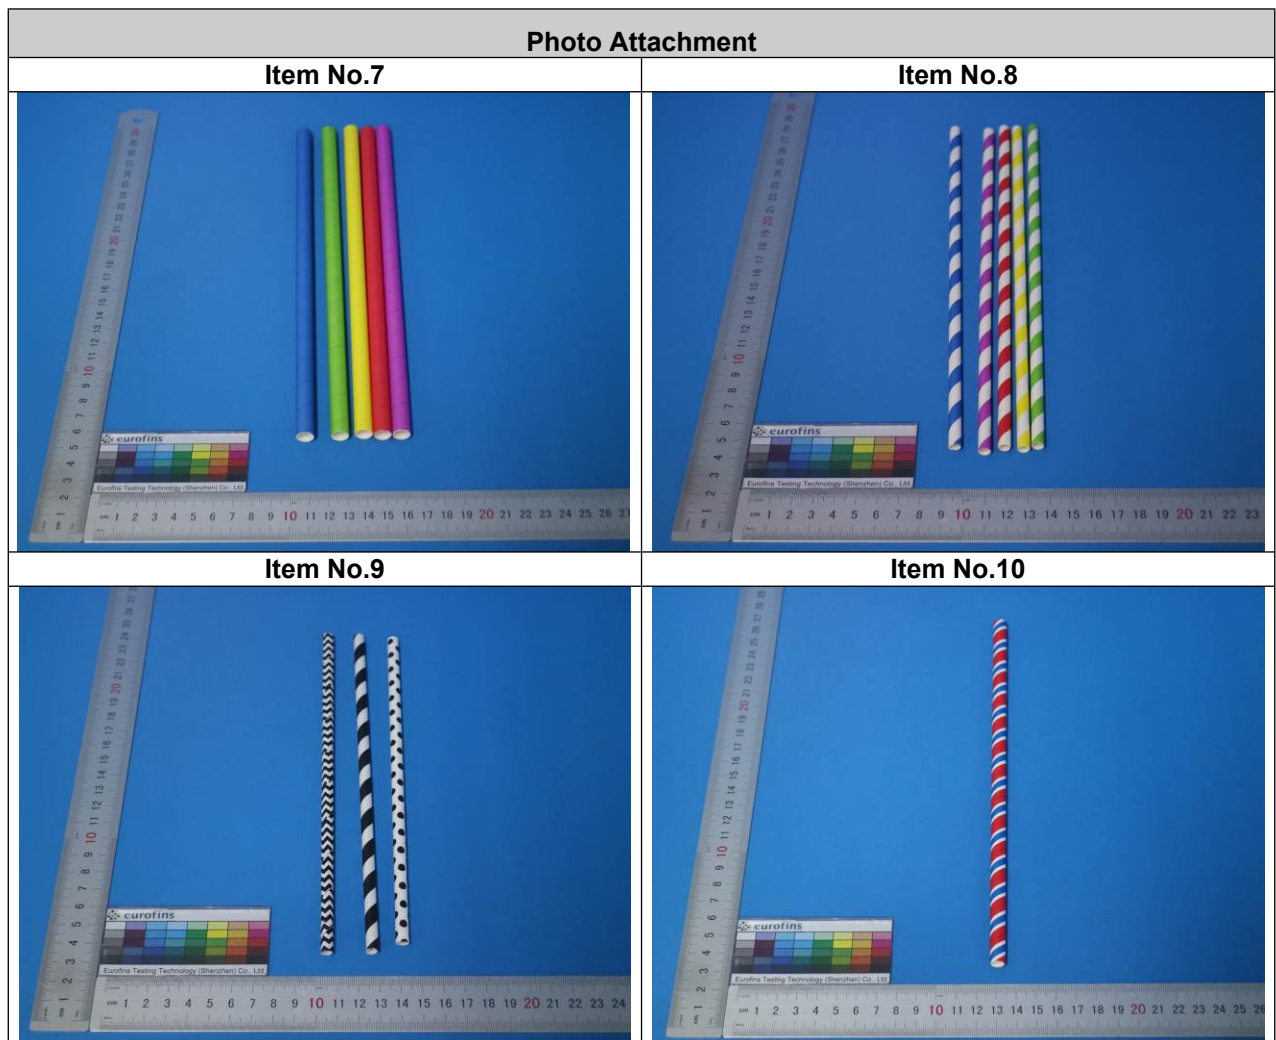 Photo Attachment
Item No.7
Item No.8
eurofins
Eurofins Testing Technology (Shenzhen) Co., Ltd
cm 1 2 3 4 5 6 7 8 9 10 11 12 13 14 15 16 17 18 19 20 21 22 23 24 25 26
eurofins
Eurofins Testing Technology (Shenzhen) Co., Ltd
cm 1 2 3 4 5 6 7 8 9 10 11 12 13 14 15 16 17 18 19 20 21 22 23
Item No.9
Item No.10
eurofins
Eurofins Testing Technology (Shenzhen) Co., Ltd
cm 1 2 3 4 5 6 7 8 9 10 11 12 13 14 15 16 17 18 19 20 21 22 23 24
eurofins
Eurofins Testing Technology (Shenzhen) Co., Ltd
cm 1 2 3 4 5 6 7 8 9 10 11 12 13 14 15 16 17 18 19 20 21 22 23 24 25